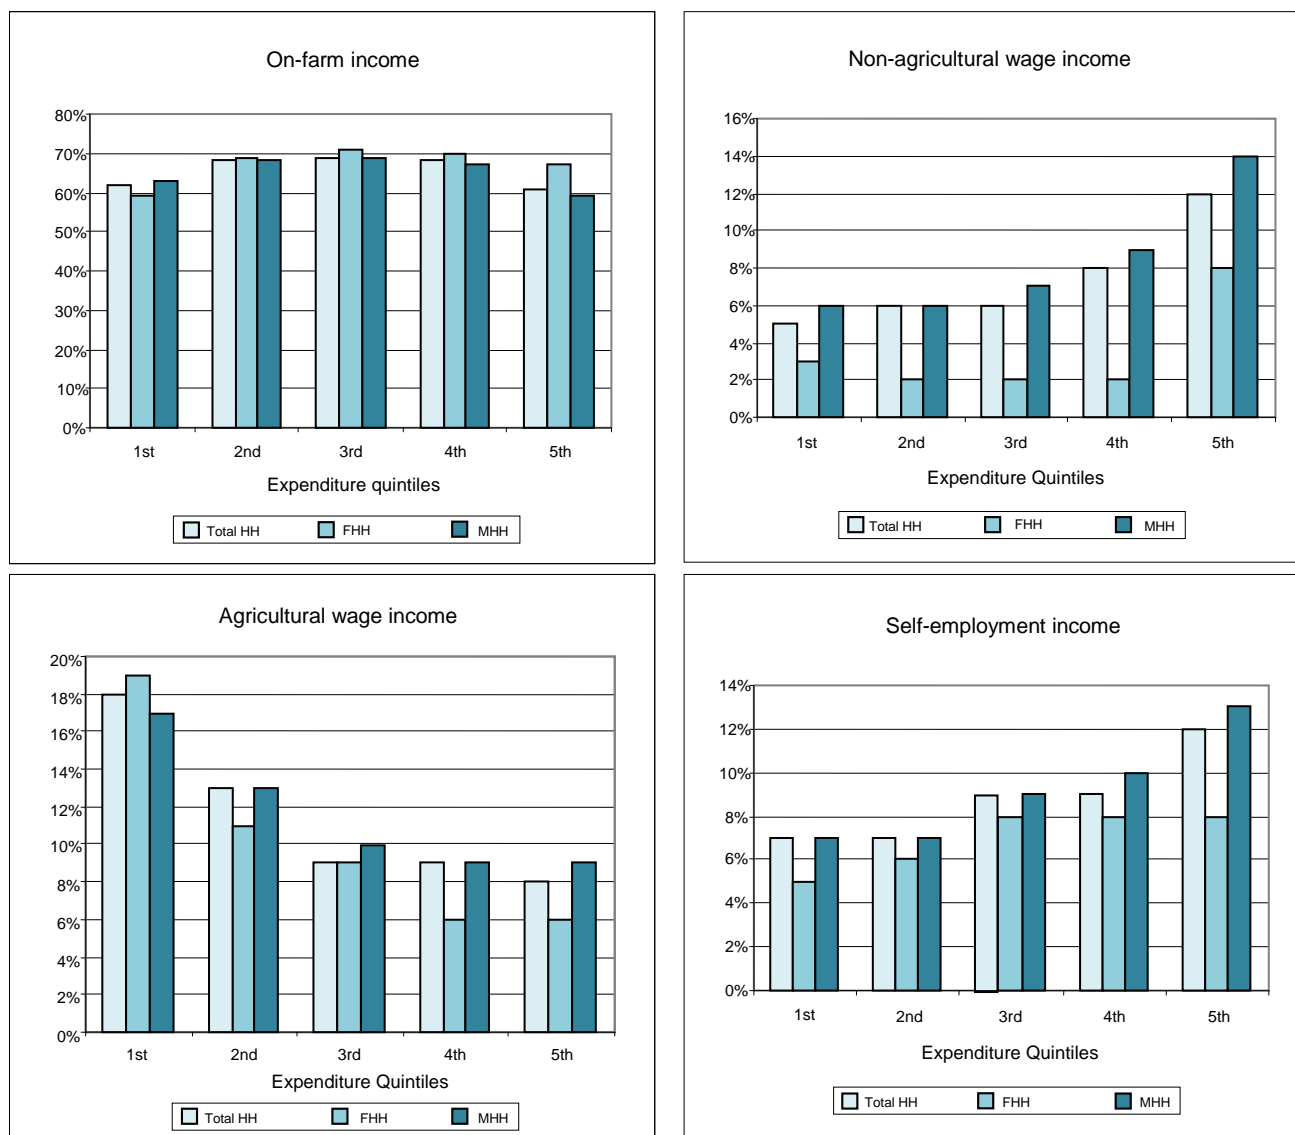 On-farm income
80%
70%
60%
50%
40%
30%
20%
10%
0%
1st 2nd 3rd 4th 5th
Expenditure quintiles
Total HH FHH MHH
Non-agricultural wage income
16%
14%
12%
10%
8%
6%
4%
2%
0%
1st 2nd 3rd 4th 5th
Expenditure Quintiles
Total HH FHH MHH
Agricultural wage income
20%
18%
16%
14%
12%
10%
8%
6%
4%
2%
0%
1st 2nd 3rd 4th 5th
Expenditure Quintiles
Total HH FHH MHH
Self-employment income
14%
12%
10%
8%
6%
4%
2%
0%
1st 2nd 3rd 4th 5th
Expenditure Quintiles
Total HH FHH MHH